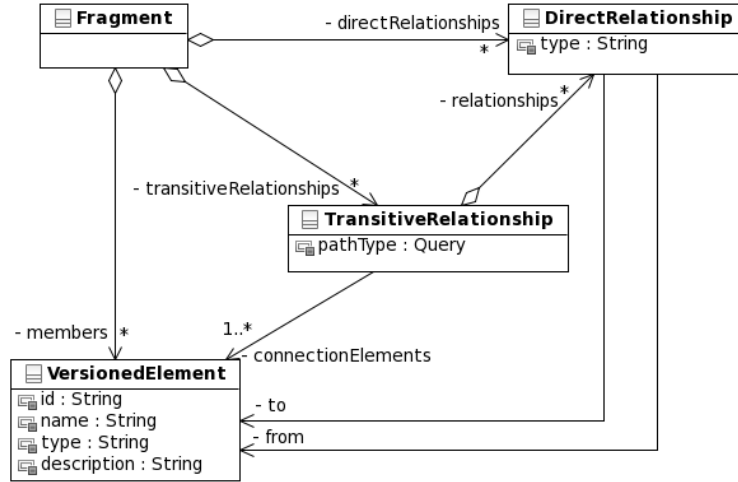 Fragment
- directRelationships
*
DirectRelationship
type : String
- relationships
*
- transitiveRelationships
*
TransitiveRelationship
pathType : Query
- members
*
1..*
- connectionElements
VersionedElement
id : String
name : String
type : String
description : String
- to
- from